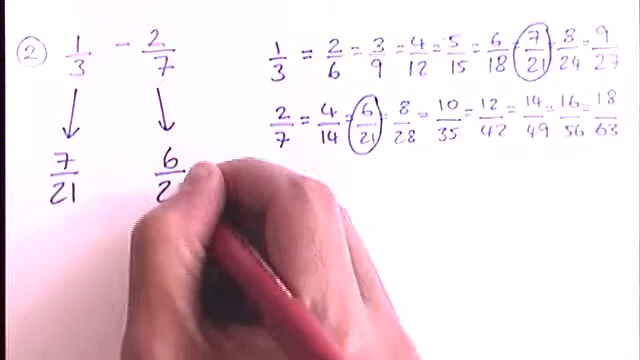 ② 1/3 - 2/7
1/3 = 2/6 = 3/9 = 4/12 = 5/15 = 6/18 = 7/21 = 8/24 = 9/27
2/7 = 4/14 = 6/21 = 8/28 = 10/35 = 12/42 = 14/49 = 16/56 = 18/63
7/21 6/2